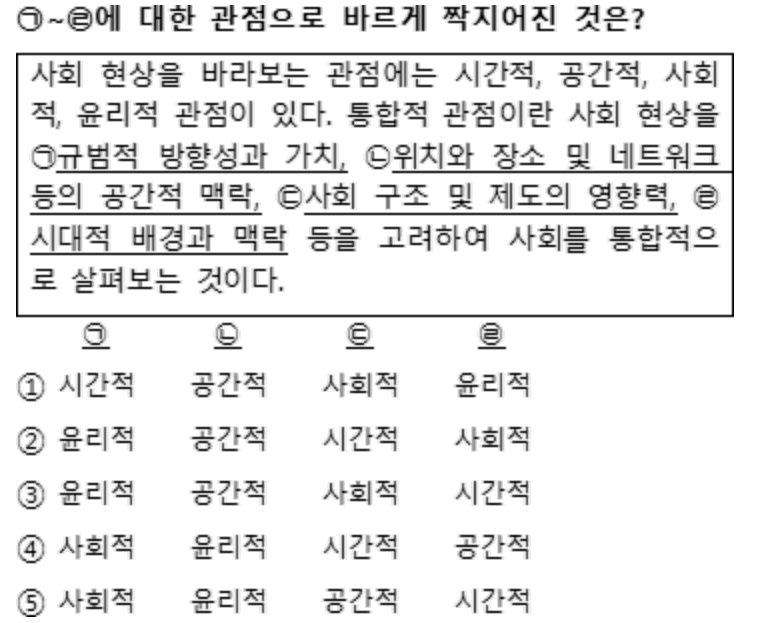 ㉠~㉣에 대한 관점으로 바르게 짝지어진 것은?
사회 현상을 바라보는 관점에는 시간적, 공간적, 사회
적, 윤리적 관점이 있다. 통합적 관점이란 사회 현상을
㉠규범적 방향성과 가치, ㉡위치와 장소 및 네트워크
등의 공간적 맥락, ㉢사회 구조 및 제도의 영향력, ㉣
시대적 배경과 맥락 등을 고려하여 사회를 통합적으
로 살펴보는 것이다.
㉠ ㉡ ㉢ ㉣
① 시간적 공간적 사회적 윤리적
② 윤리적 공간적 시간적 사회적
③ 윤리적 공간적 사회적 시간적
④ 사회적 윤리적 시간적 공간적
⑤ 사회적 윤리적 공간적 시간적